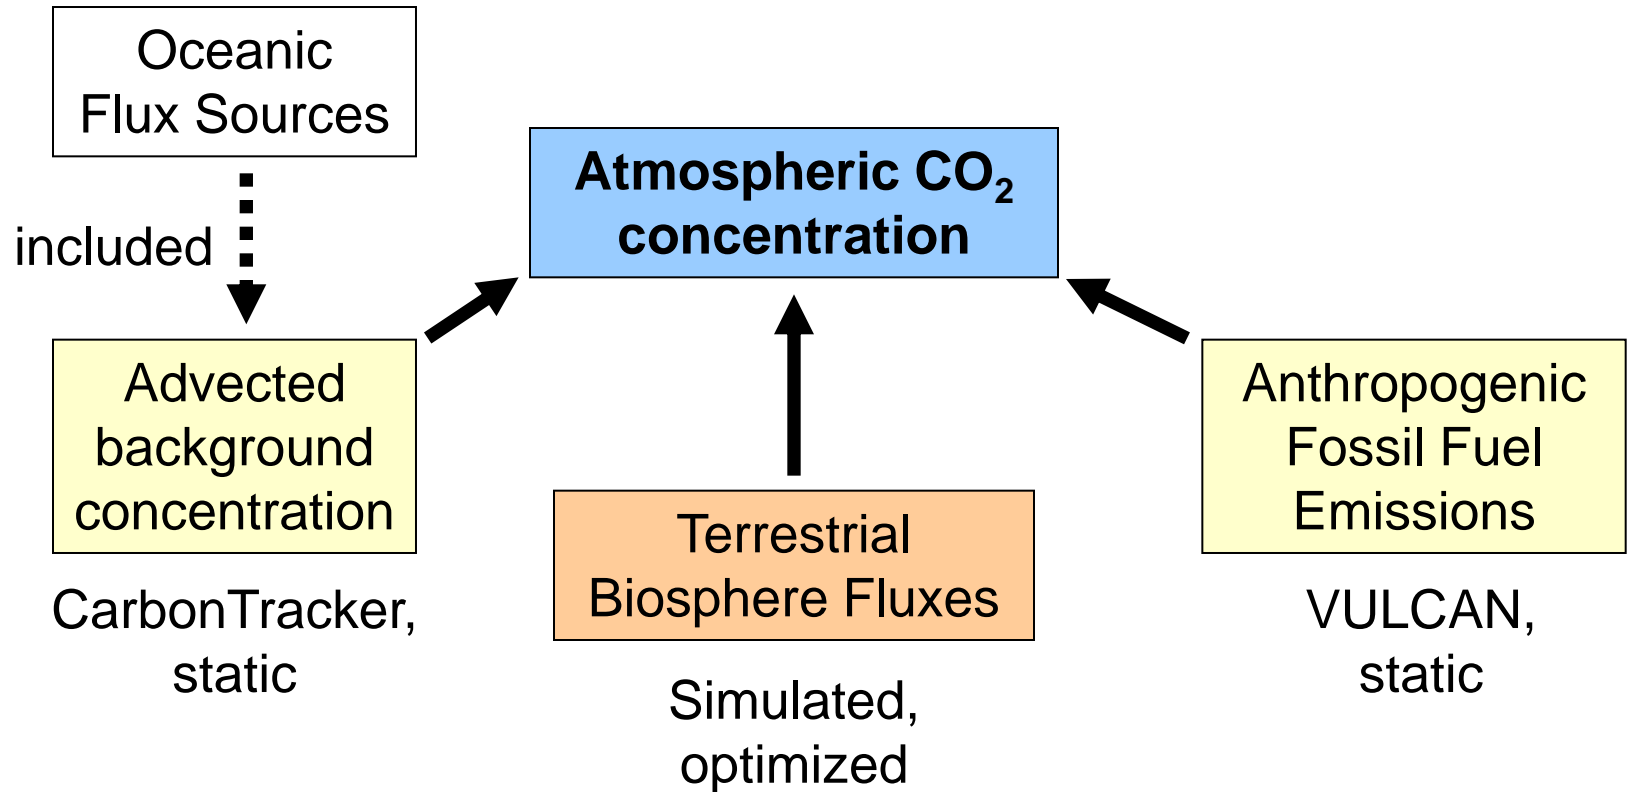 Oceanic
Flux Sources
included
Atmospheric CO₂
concentration
Advected
background
concentration
CarbonTracker,
static
Terrestrial
Biosphere Fluxes
Simulated,
optimized
Anthropogenic
Fossil Fuel
Emissions
VULCAN,
static